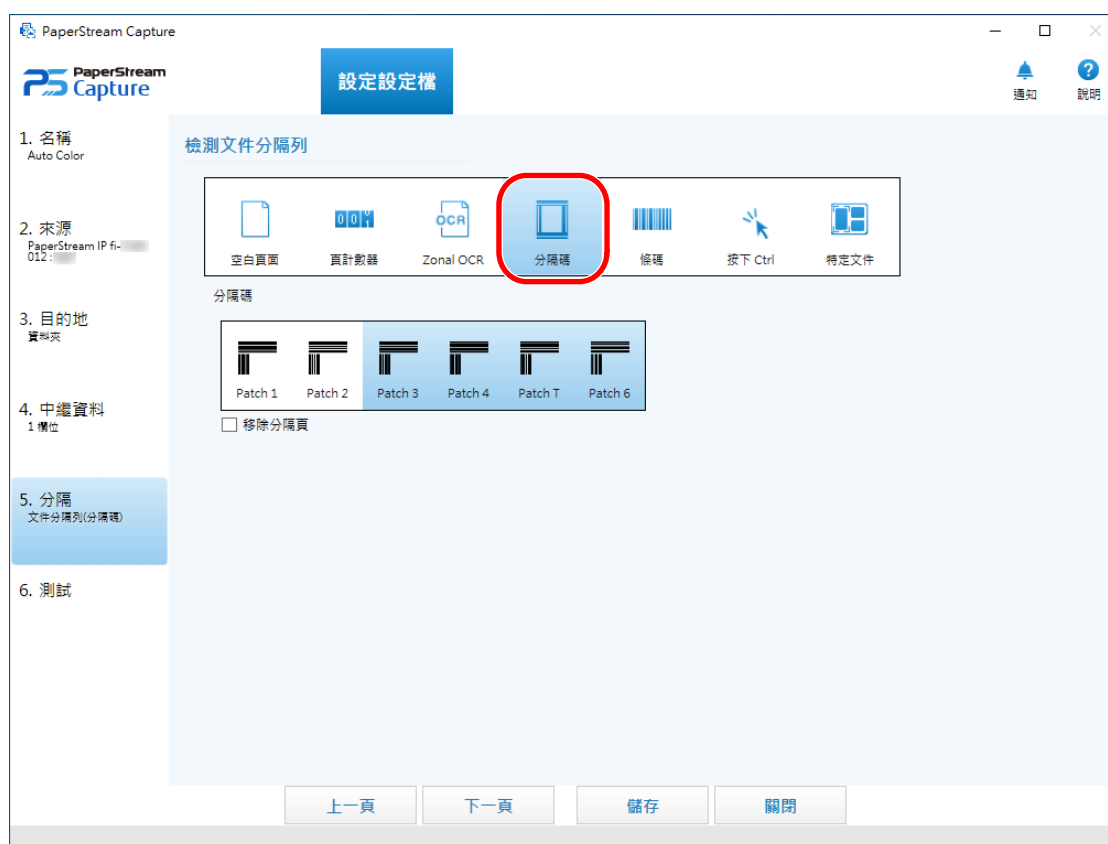 PaperStream Capture
PaperStream
Capture
設定設定檔
通知
說明
1. 名稱
Auto Color
2. 來源
PaperStream IP fi-
012 :
3. 目的地
資料夾
4. 中繼資料
1 欄位
5. 分隔
文件分隔列(分隔碼)
6. 測試
檢測文件分隔列
空白頁面
頁計數器
OCR
Zonal OCR
分隔碼
條碼
按下 Ctrl
特定文件
分隔碼
Patch 1 Patch 2 Patch 3 Patch 4 Patch T Patch 6
移除分隔頁
上一頁 下一頁 儲存 關閉